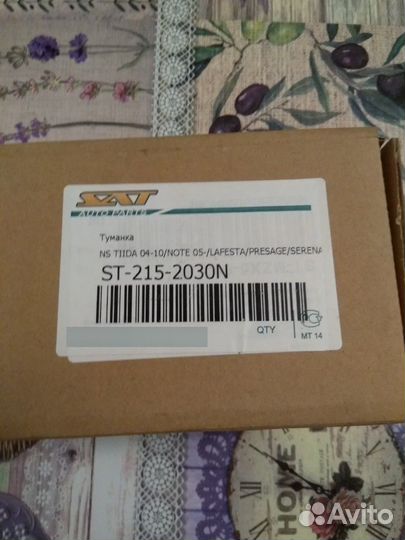 SAT
AUTO PARTS
Туманка
NS TIIDA 04-10/NOTE 05-/LAFESTA/PRESAGE/SERENA
ST-215-2030N
QTY
МТ 14
HOME
Avito